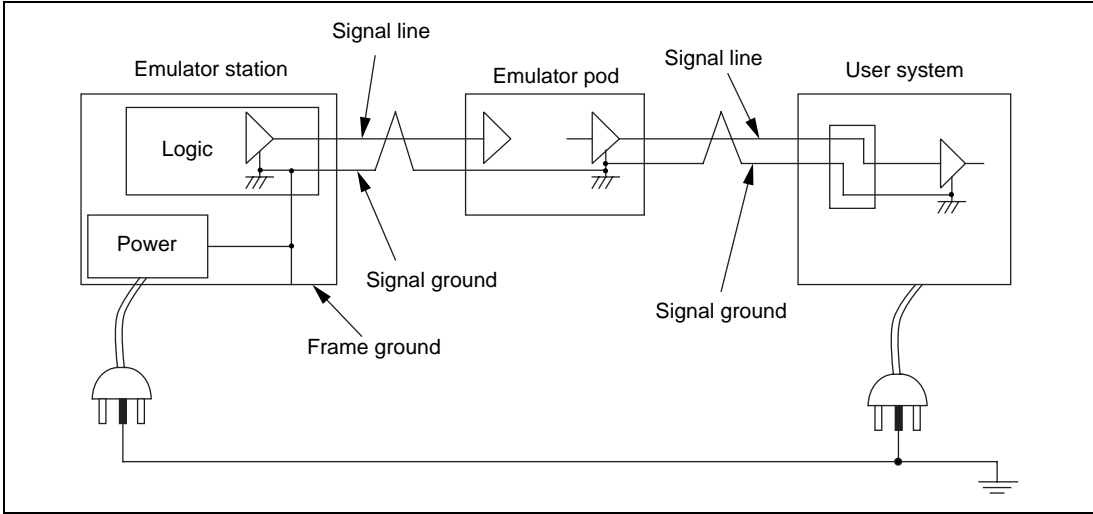 Signal line
Emulator station
Emulator pod
Signal line
User system
Logic
Power
Signal ground
Signal ground
Frame ground